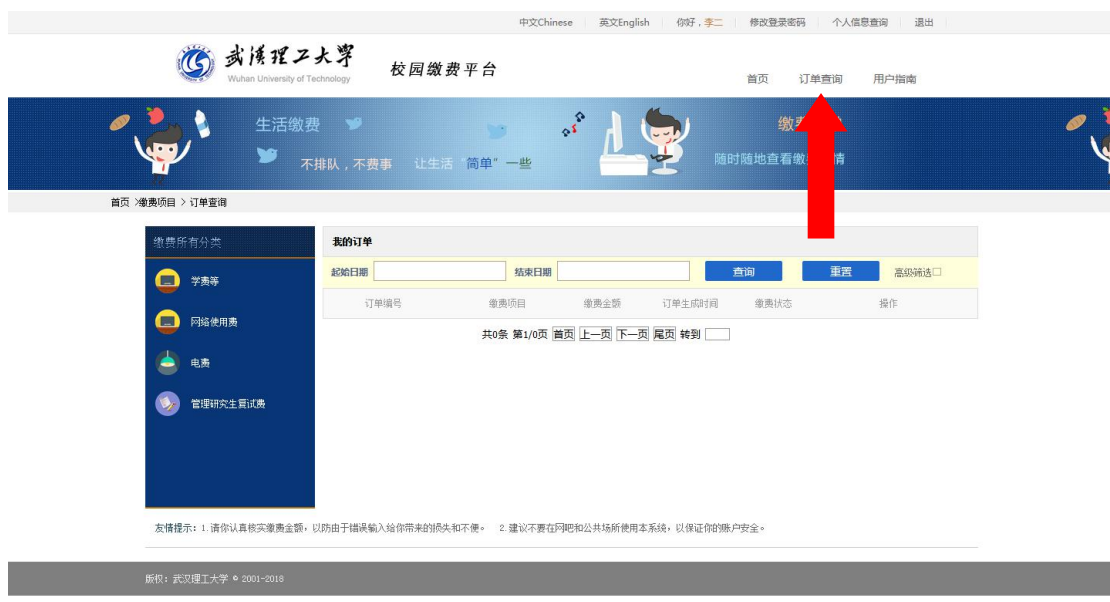 中文Chinese 英文English 你好，李二 修改登录密码 个人信息查询 退出
武汉理工大学
Wuhan University of Technology
校园缴费平台
首页 订单查询 用户指南
生活缴费
不排队，不费事 让生活“简单”一些
缴费
随时随地查看缴 情
首页 >缴费项目 > 订单查询
缴费所有分类
学费等
网络使用费
电费
管理研究生复试费
我的订单
起始日期 结束日期 查询 重置 高级筛选
订单编号 缴费项目 缴费金额 订单生成时间 缴费状态 操作
共0条 第1/0页 首页 上一页 下一页 尾页 转到
友情提示：1.请你认真核实缴费金额，以防由于错误输入给你带来的损失和不便。 2.建议不要在网吧和公共场所使用本系统，以保证你的账户安全。
版权：武汉理工大学 © 2001-2018